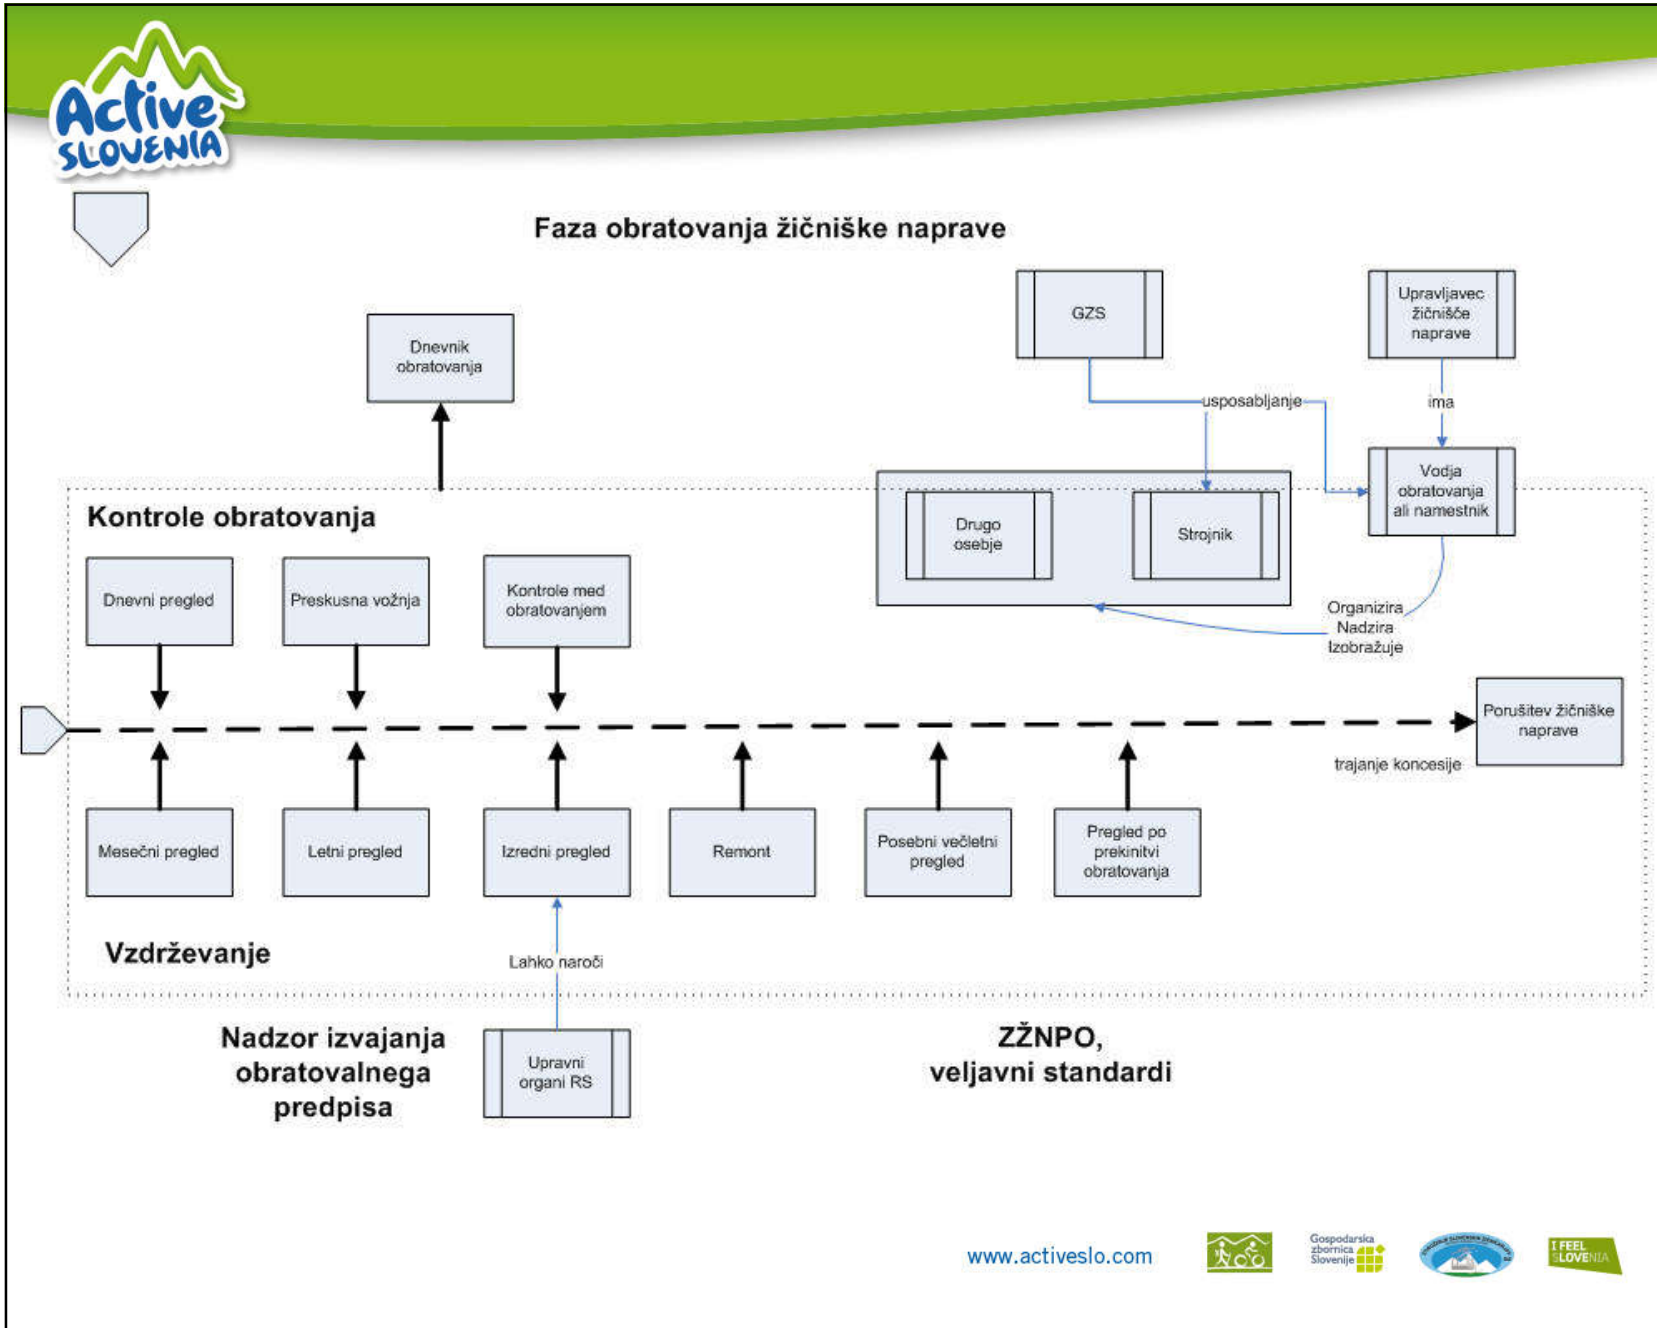 Active
SLOVENIA
Faza obratovanja žičniške naprave
GZS
Upravljavec
žičnišče
naprave
Dnevnik
obratovanja
usposabljanje
ima
Vodja
obratovanja
ali namestnik
Kontrole obratovanja
Drugo
osebje
Strojnik
Dnevni pregled
Preskusna vožnja
Kontrole med
obratovanjem
Organizira
Nadzira
Izobražuje
Porušitev žičniške
naprave
trajanje koncesije
Mesečni pregled
Letni pregled
Izredni pregled
Remont
Posebni večletni
pregled
Pregled po
prekinitvi
obratovanja
Vzdrževanje
Lahko naroči
Nadzor izvajanja
obratovalnega
predpisa
Upravni
organi RS
ZŽNPO,
veljavni standardi
www.activeslo.com
Gospodarska
zbornica
Slovenije
I FEEL
SLOVENIA